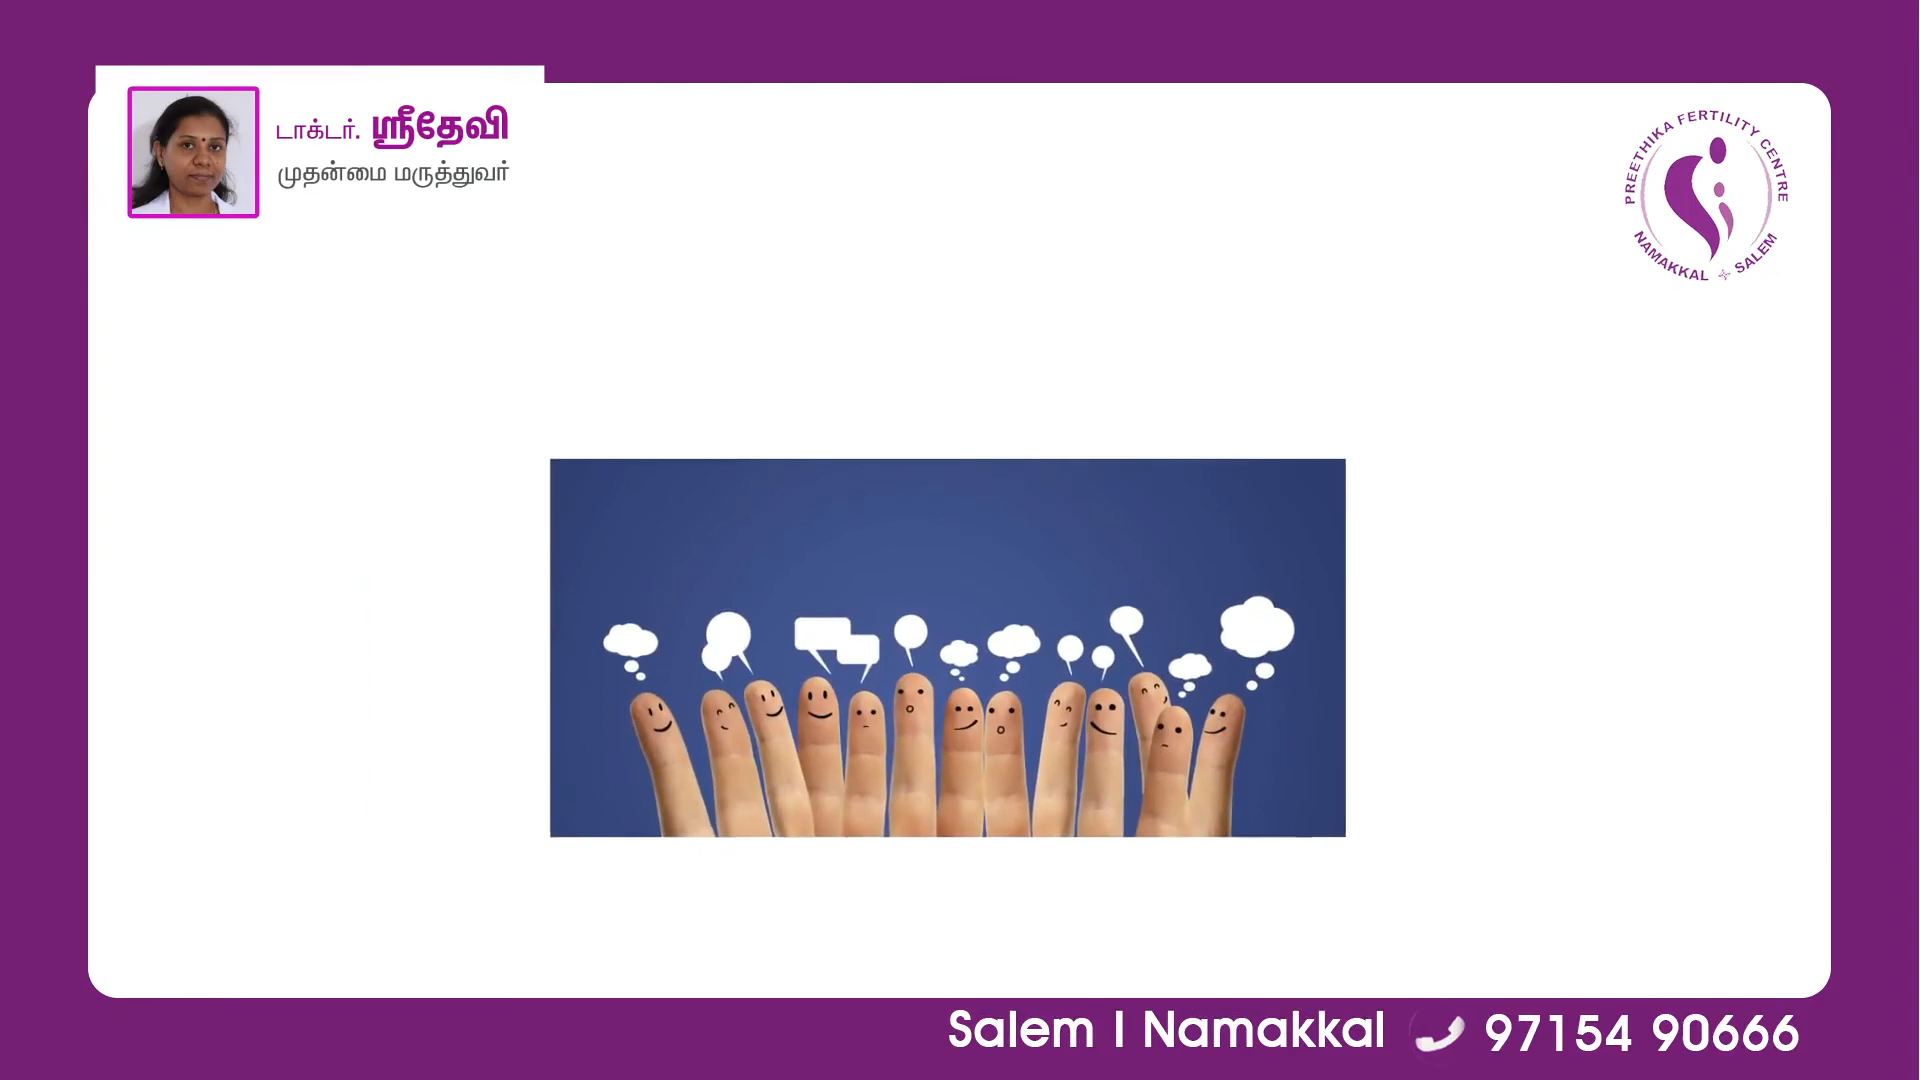 டாக்டர். ஸ்ரீதேவி
முதன்மை மருத்துவர்
PREETHIKA FERTILITY CENTRE
NAMAKKAL SALEM
Salem I Namakkal 97154 90666